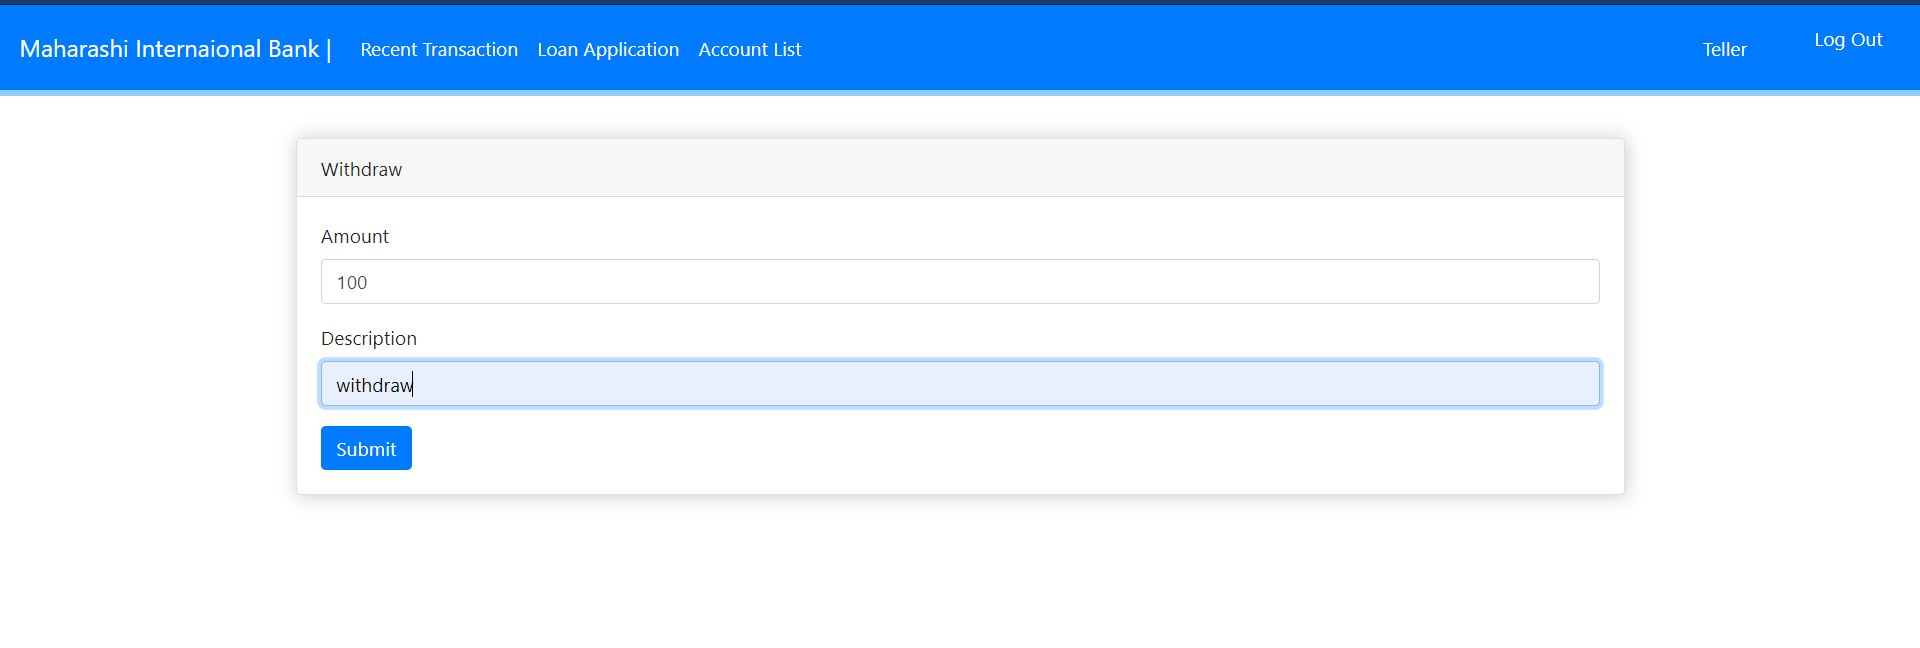 Maharashi Internaional Bank | Recent Transaction Loan Application Account List Teller Log Out
Withdraw
Amount
100
Description
withdraw
Submit